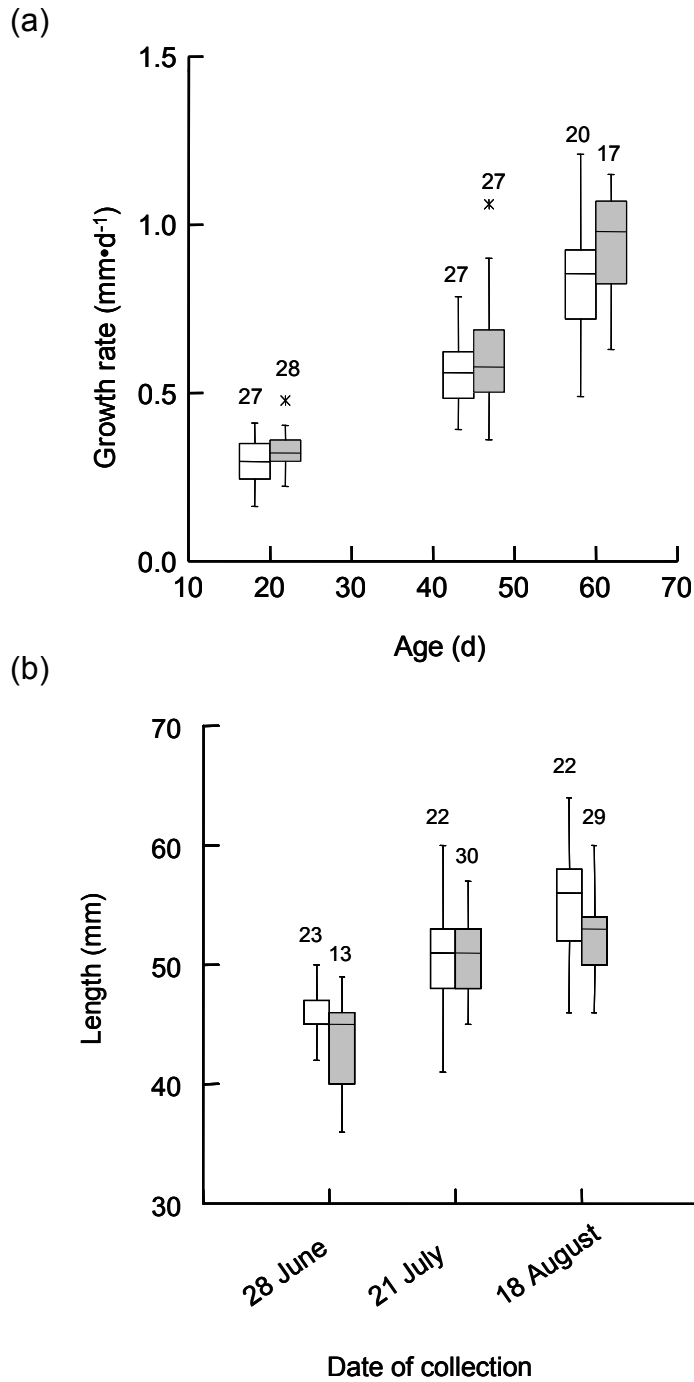 (a)
1.5
1.0
0.5
0.0
Growth rate (mm•d-1)
20
17
27
27
28
27
10 20 30 40 50 60 70
Age (d)
(b)
70
60
50
40
30
Length (mm)
22
29
22
30
23
13
28 June
21 July
18 August
Date of collection